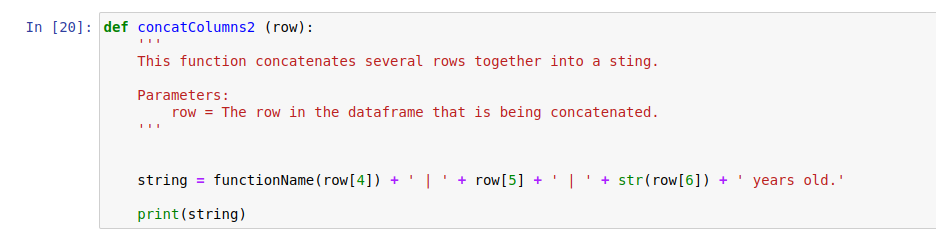 In [20]: def concatColumns2 (row):
'''
This function concatenates several rows together into a sting.
Parameters:
row = The row in the dataframe that is being concatenated.
'''
string = functionName(row[4]) + ' | ' + row[5] + ' | ' + str(row[6]) + ' years old.'
print(string)